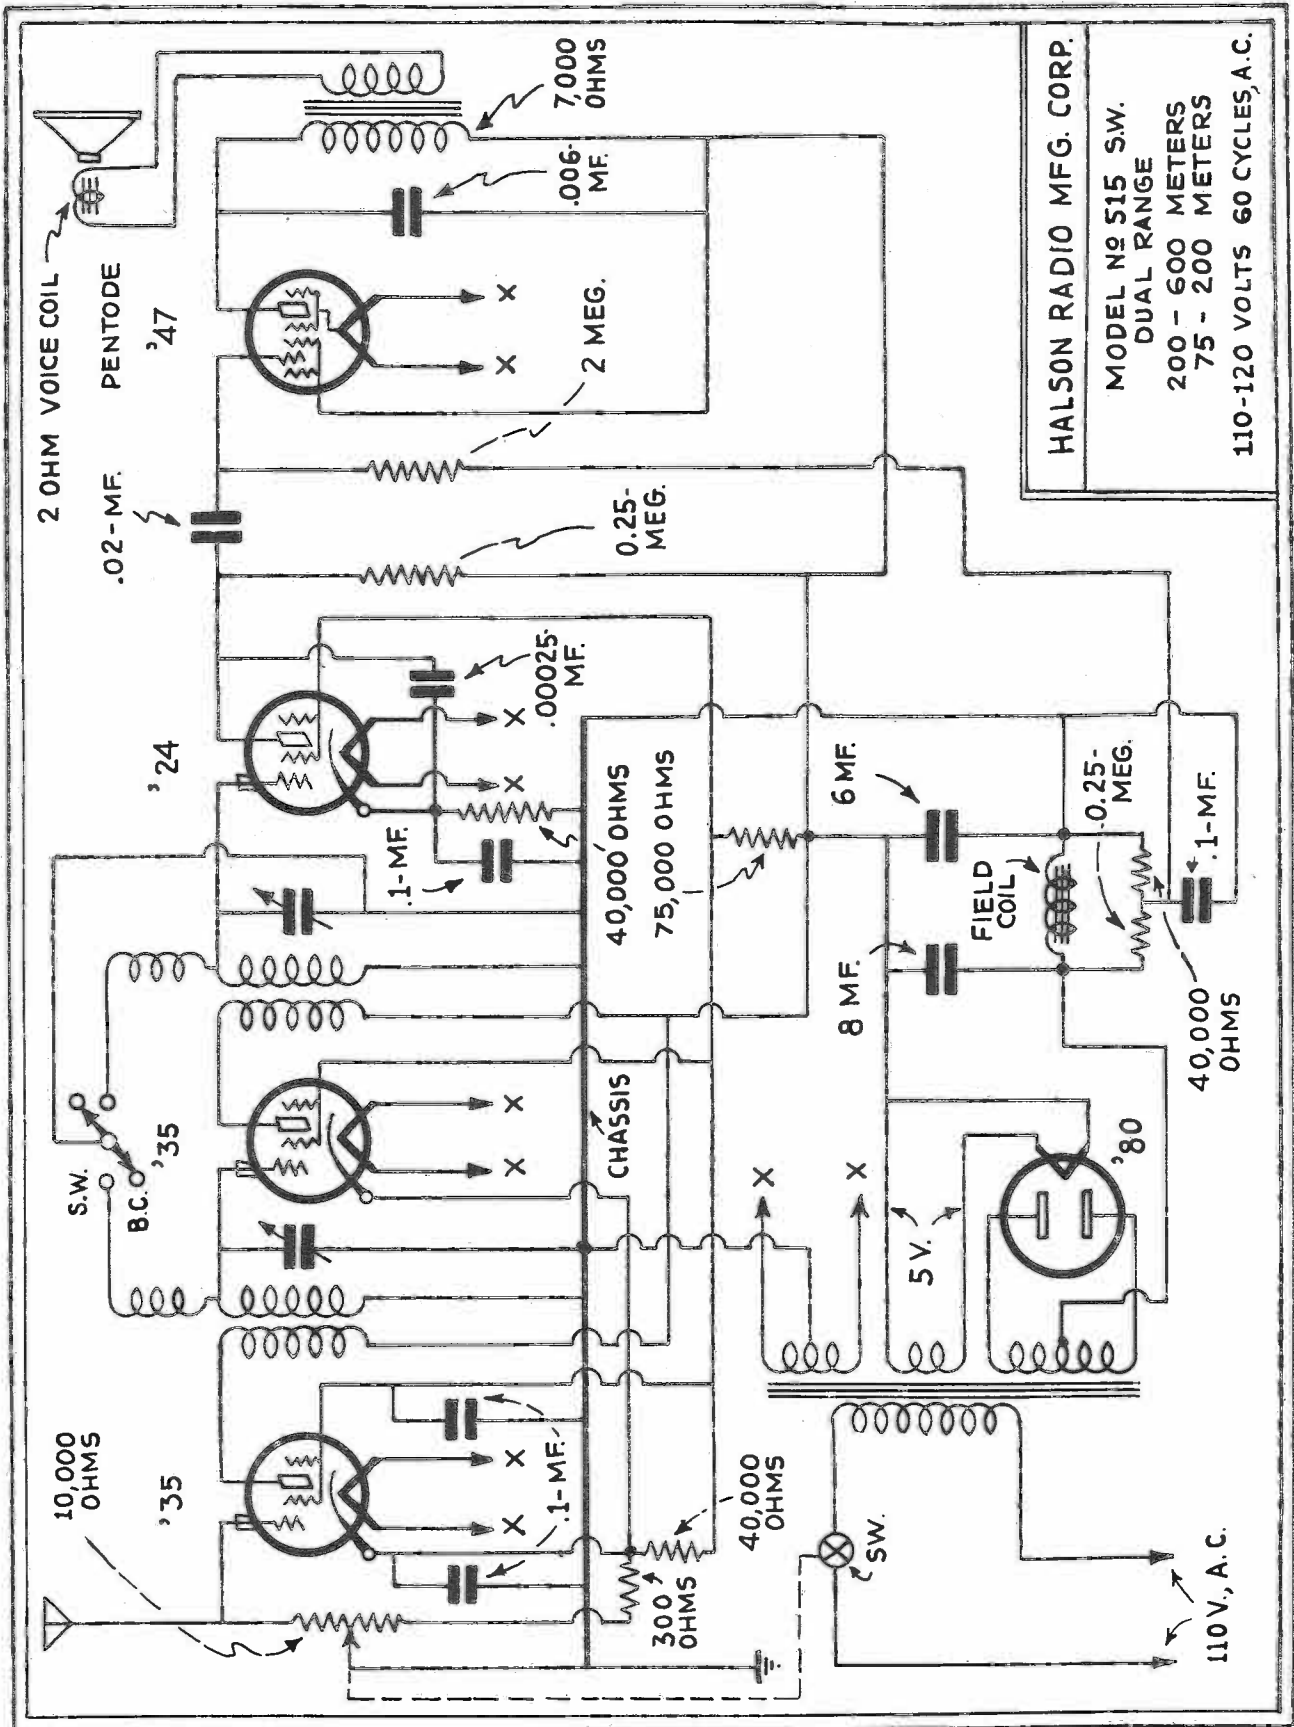 2 OHM VOICE COIL
PENTODE
'47
.02-MF.
7,000
OHMS
.006-
MF.
X
X
2 MEG.
0.25-
MEG.
'24
.00025-
MF.
X
X
.1-MF.
40,000 OHMS
75,000 OHMS
S.W.
B.C.
'35
X
X
CHASSIS
10,000
OHMS
'35
X
X
.1-MF.
300
OHMS
40,000
OHMS
6 MF.
8 MF.
FIELD
COIL
0.25-
MEG.
.1-MF.
40,000
OHMS
X
X
5 V.
'80
SW.
110 V., A.C.
HALSON RADIO MFG. CORP.
MODEL Nº 515 S.W.
DUAL RANGE
200 - 600 METERS
75 - 200 METERS
110-120 VOLTS 60 CYCLES, A.C.